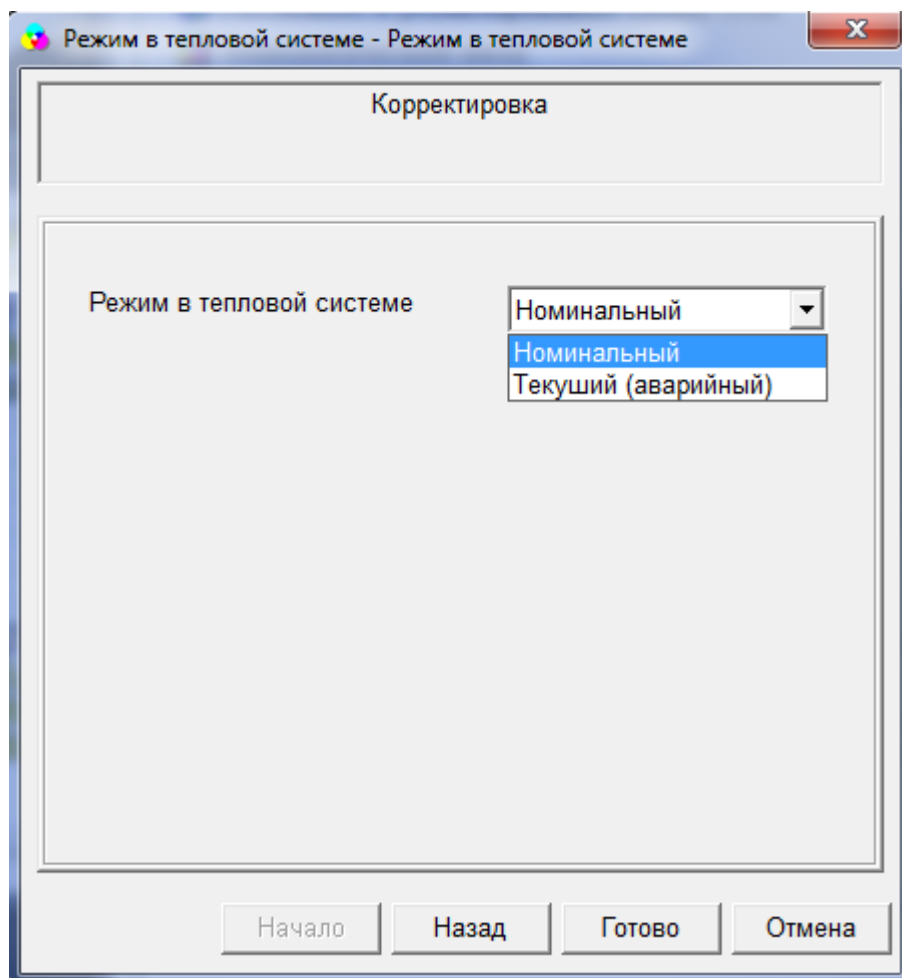 Режим в тепловой системе - Режим в тепловой системе
Корректировка
Режим в тепловой системе
Номинальный
Номинальный
Текуший (аварийный)
Начало
Назад
Готово
Отмена